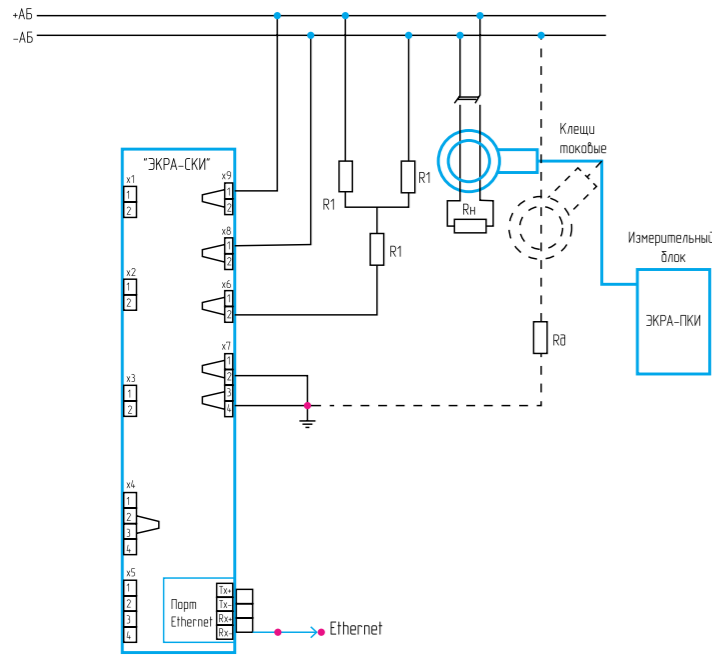 +АБ
-АБ
"ЭКРА-СКИ"
x1
1
2
x2
1
2
x3
1
2
x4
1
2
3
4
x5
1
2
3
4
x9
1
2
x8
1
2
x6
1
2
x7
1
2
3
4
Порт
Ethernet
Tx+
Tx-
Rx+
Rx-
Ethernet
R1
R1
R1
Rн
Клещи
токовые
Rд
Измерительный
блок
ЭКРА-ПКИ